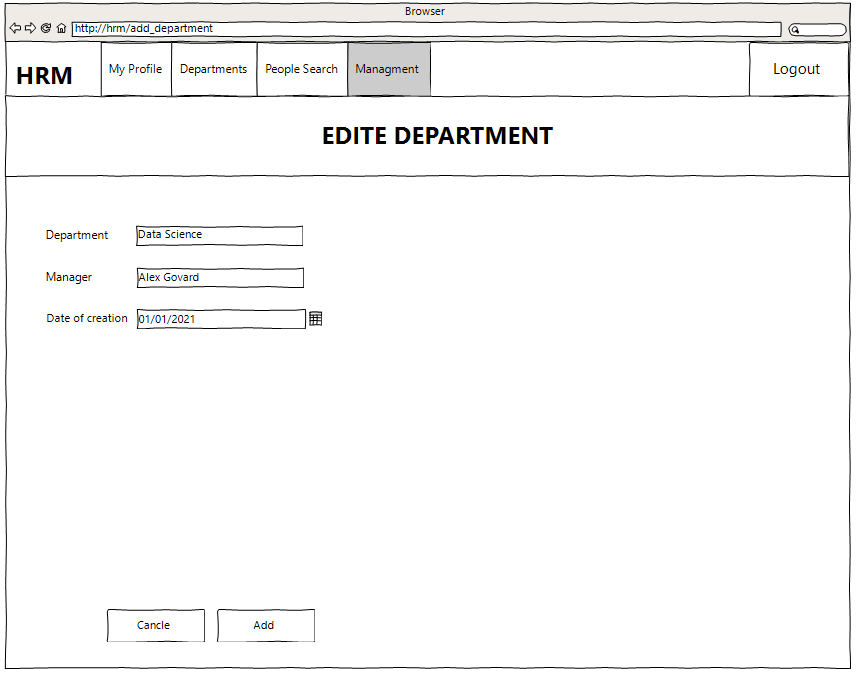 Browser
http://hrm/add_department
HRM
My Profile
Departments
People Search
Managment
Logout
EDITE DEPARTMENT
Department
Data Science
Manager
Alex Govard
Date of creation
01/01/2021
Cancle
Add